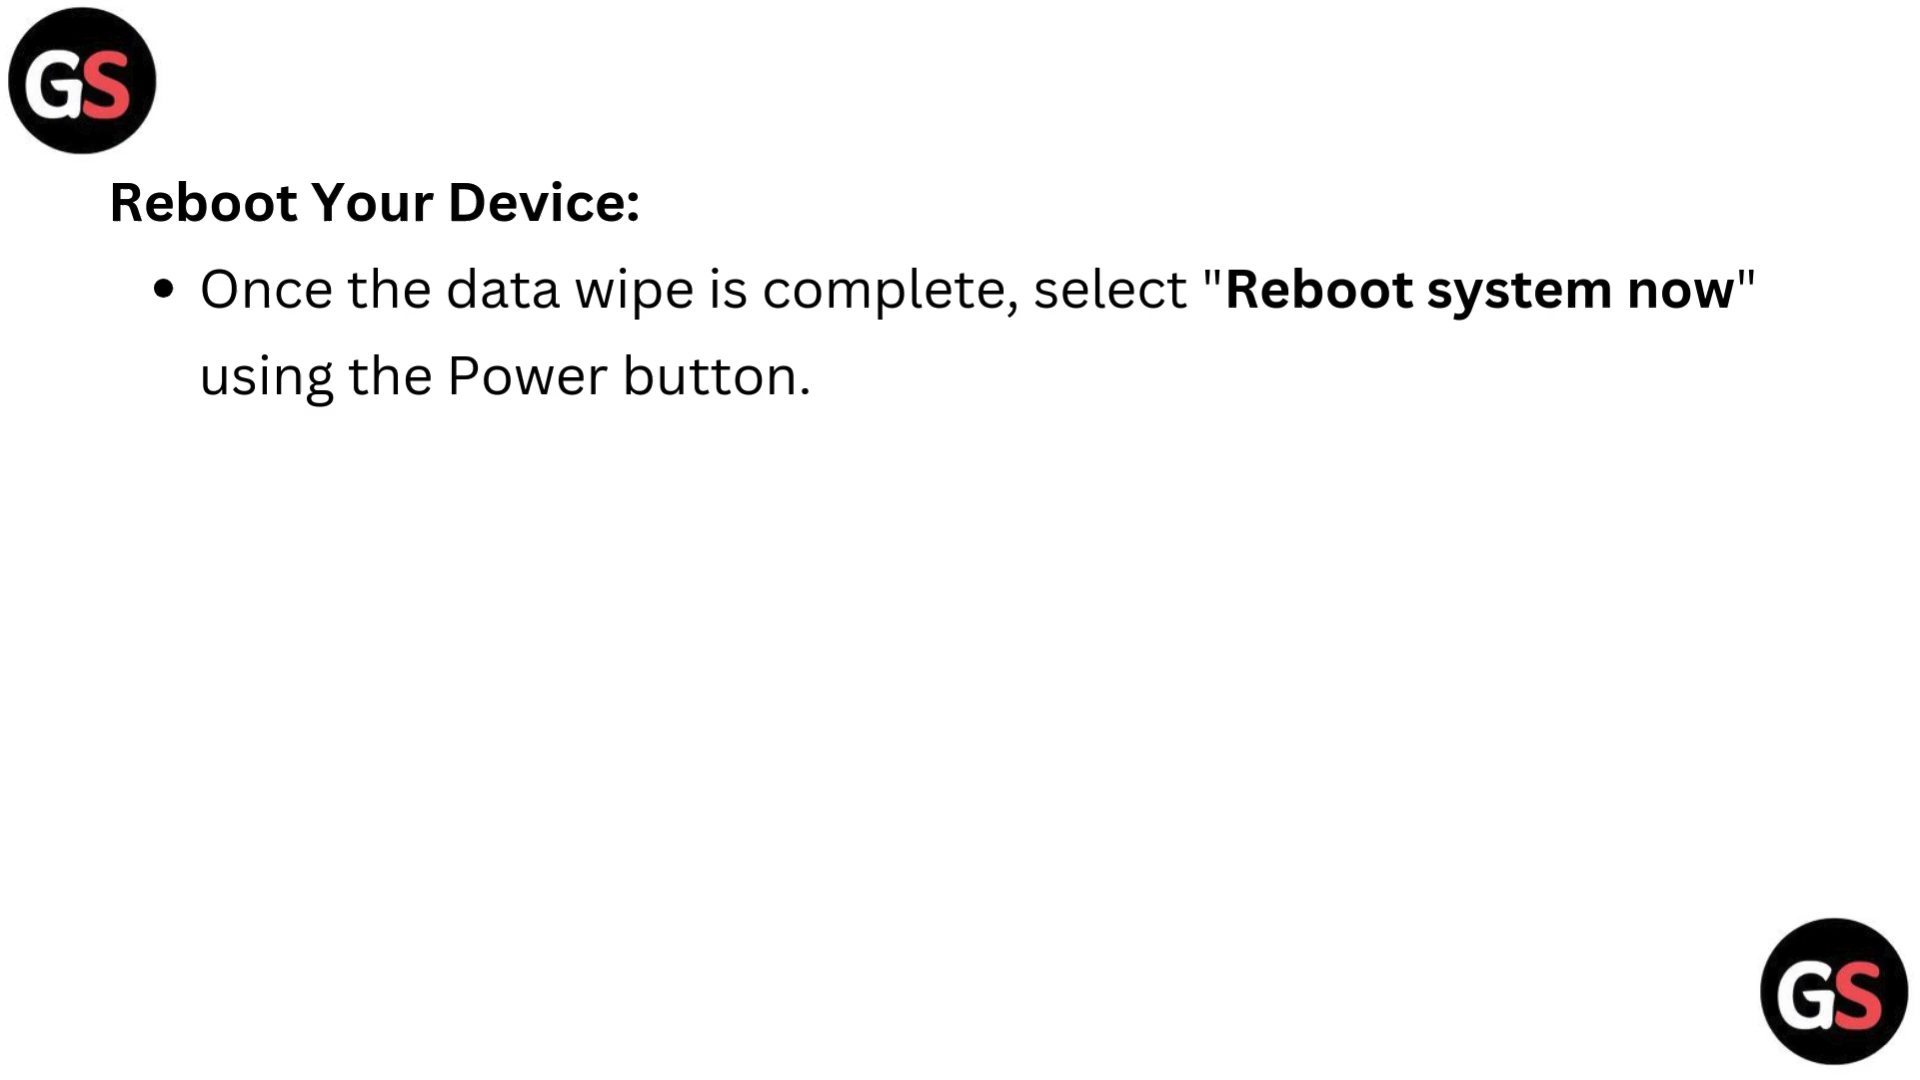 GS
Reboot Your Device:
• Once the data wipe is complete, select "Reboot system now"
using the Power button.
GS